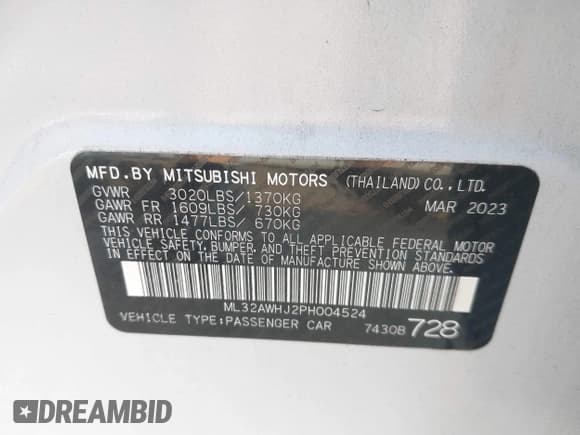 MFD.BY MITSUBISHI MOTORS (THAILAND)CO.,LTD.
GVWR 3020LBS/1370KG MAR 2023
GAWR FR 1609LBS/ 730KG
GAWR RR 1477LBS/ 670KG
THIS VEHICLE CONFORMS TO ALL APPLICABLE FEDERAL MOTOR
VEHICLE SAFETY,BUMPER,AND THEFT PREVENTION STANDARDS
IN EFFECT ON THE DATE OF MANUFACTURE SHOWN ABOVE.
ML32AWHJ2PH004524
VEHICLE TYPE:PASSENGER CAR 7430B 728
DREAMBID